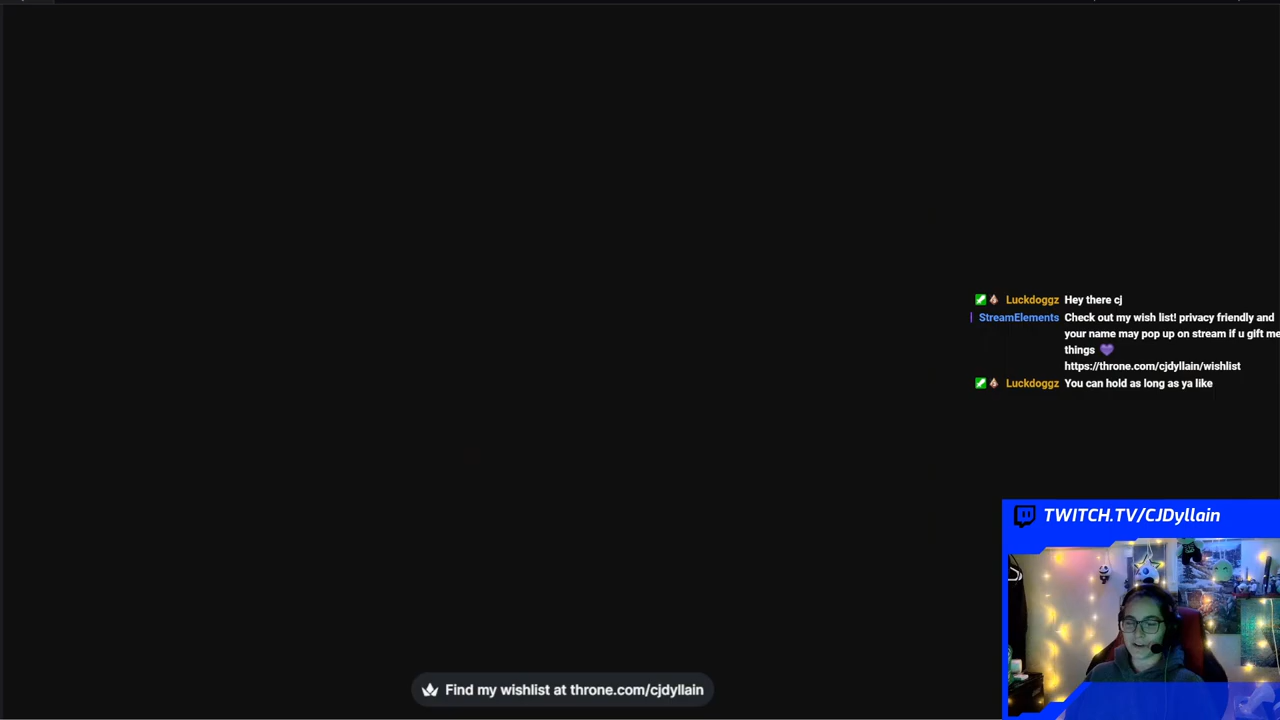 Luckdoggz Hey there cj
StreamElements Check out my wish list! privacy friendly and
your name may pop up on stream if u gift me
things 💜
https://throne.com/cjdyllain/wishlist
Luckdoggz You can hold as long as ya like
TWITCH.TV/CJDyllain
Find my wishlist at throne.com/cjdyllain